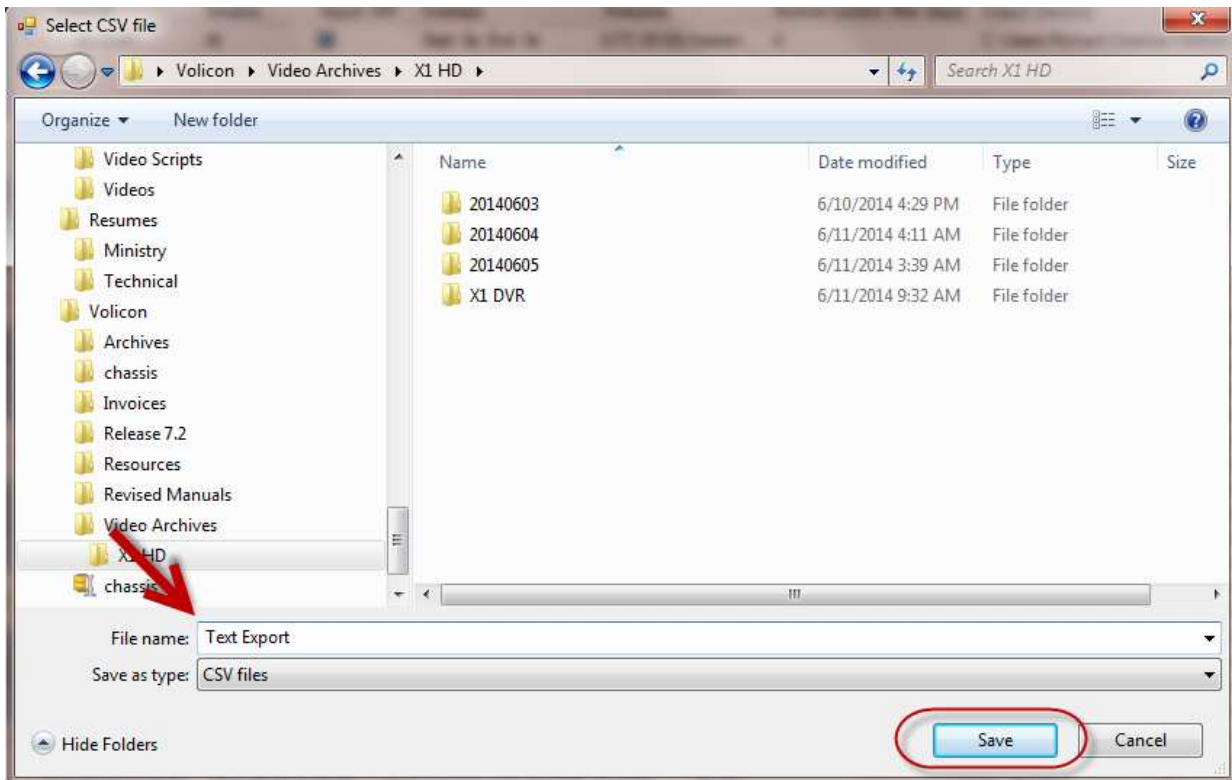 Select CSV file
Volicon Video Archives X1 HD Search X1 HD
Organize New folder
Name Date modified Type Size
Video Scripts
Videos
Resumes
Ministry
Technical
Volicon
Archives
chassis
Invoices
Release 7.2
Resources
Revised Manuals
Video Archives
X1 HD
chassis
20140603 6/10/2014 4:29 PM File folder
20140604 6/11/2014 4:11 AM File folder
20140605 6/11/2014 3:39 AM File folder
X1 DVR 6/11/2014 9:32 AM File folder
File name: Text Export
Save as type: CSV files
Hide Folders Save Cancel